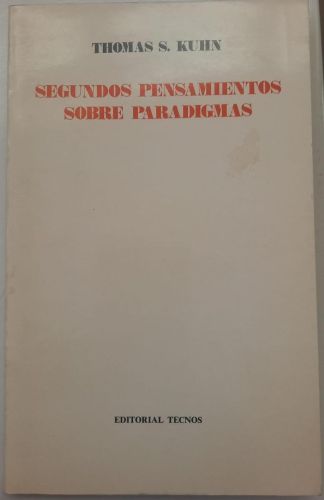 THOMAS S. KUHN
SEGUNDOS PENSAMIENTOS
SOBRE PARADIGMAS
EDITORIAL TECNOS